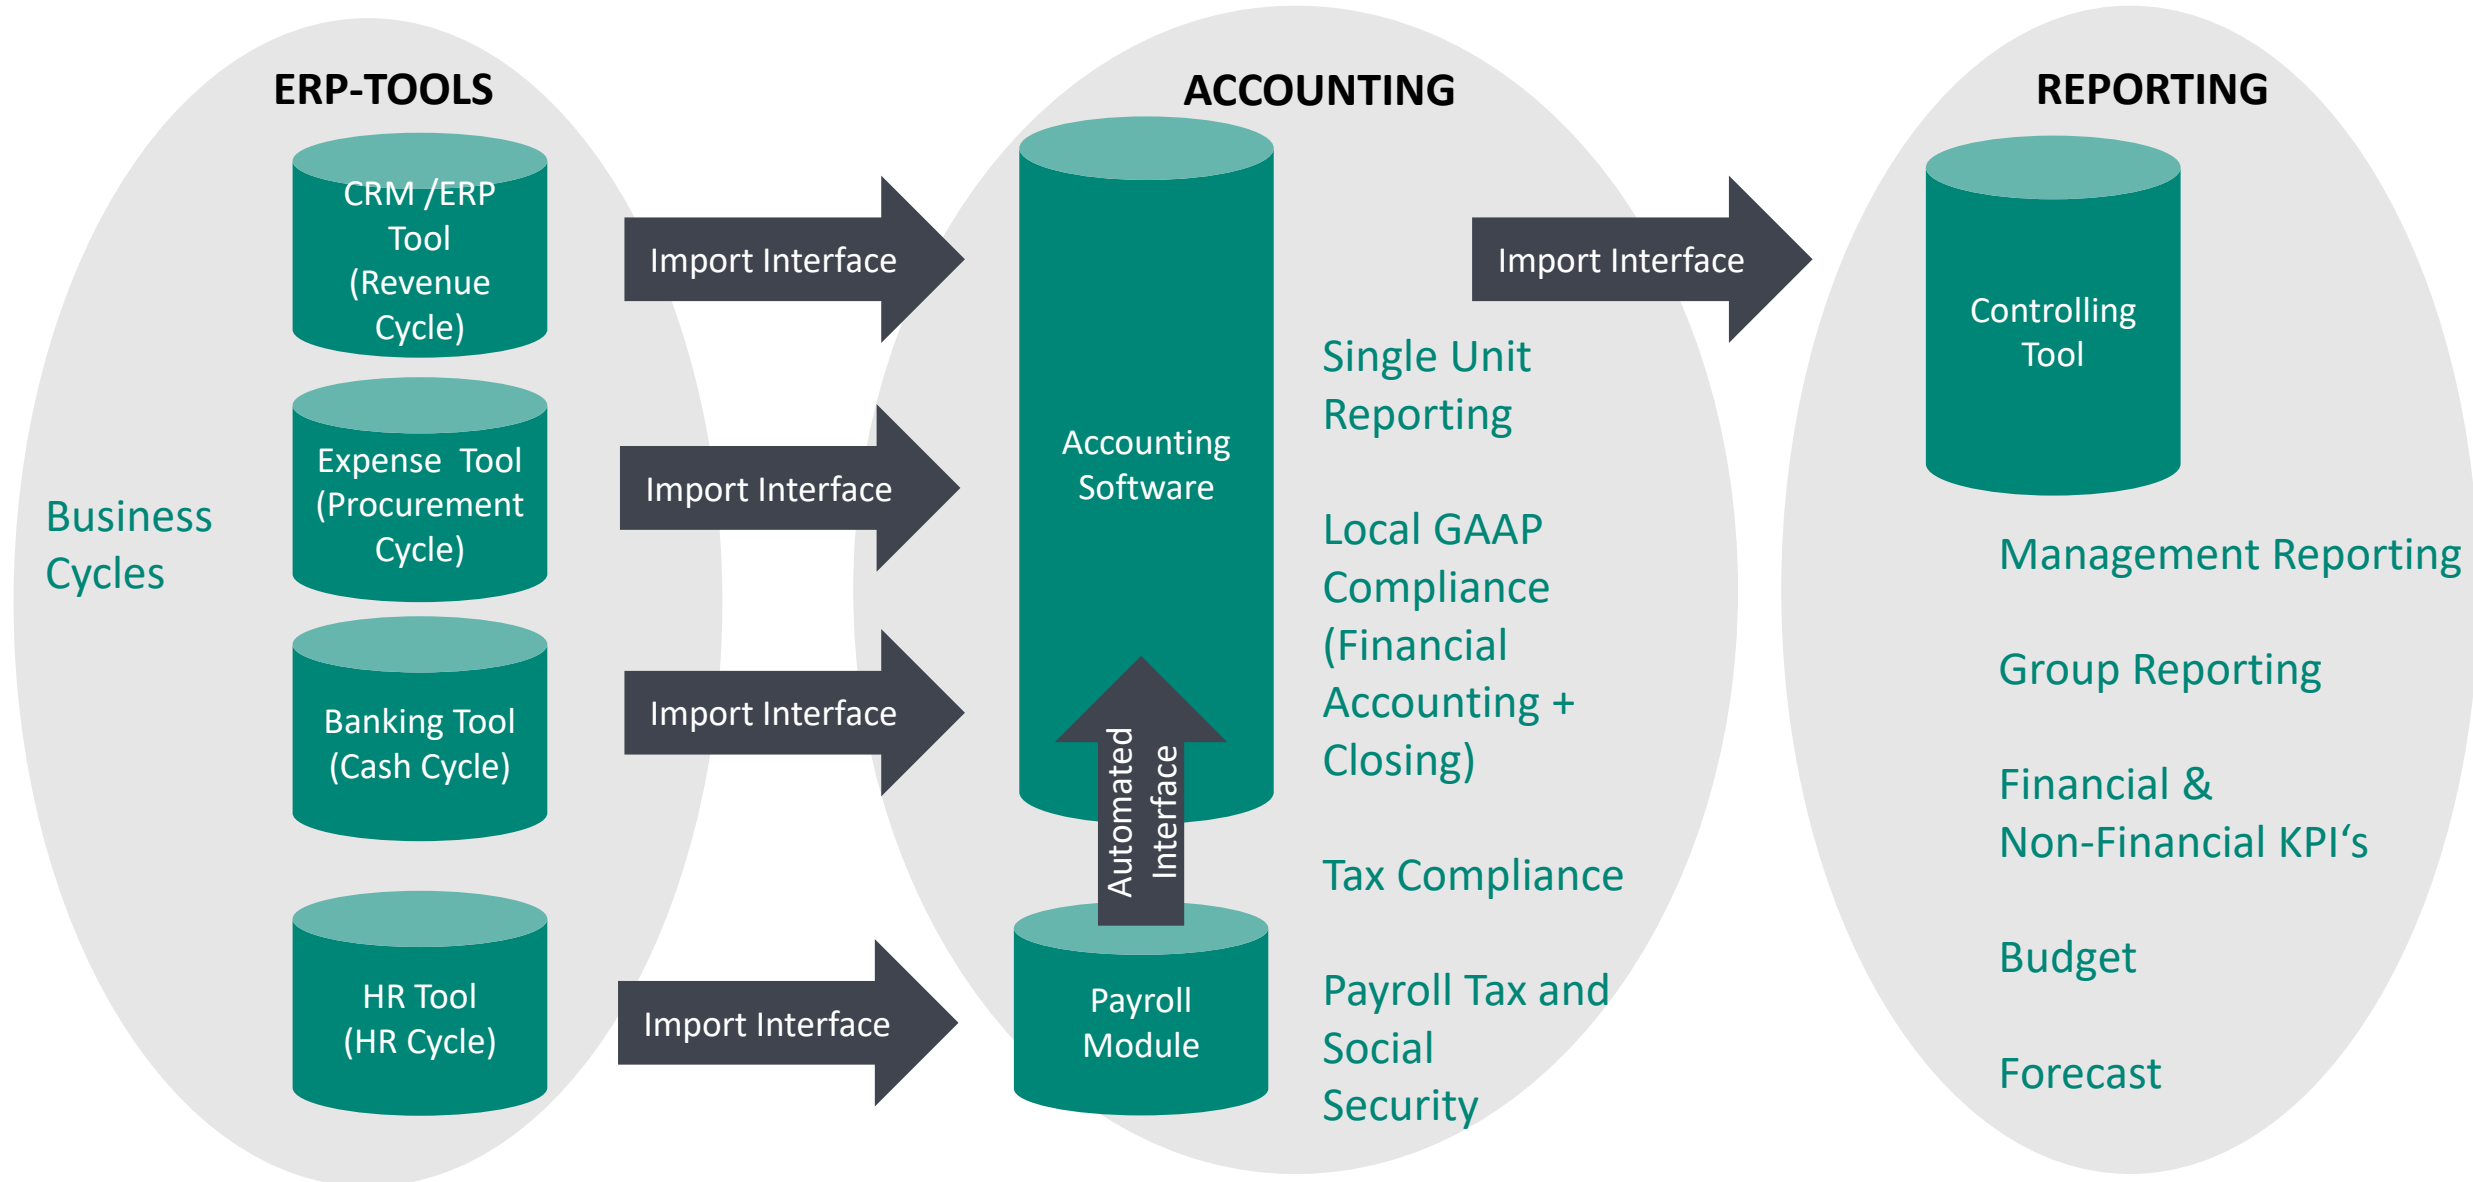 ERP-TOOLS
Business
Cycles
CRM /ERP
Tool
(Revenue
Cycle)
Expense Tool
(Procurement
Cycle)
Banking Tool
(Cash Cycle)
HR Tool
(HR Cycle)
Import Interface
Import Interface
Import Interface
Import Interface
ACCOUNTING
Accounting
Software
Automated
Interface
Payroll
Module
Single Unit
Reporting
Local GAAP
Compliance
(Financial
Accounting +
Closing)
Tax Compliance
Payroll Tax and
Social
Security
Import Interface
REPORTING
Controlling
Tool
Management Reporting
Group Reporting
Financial &
Non-Financial KPI‘s
Budget
Forecast